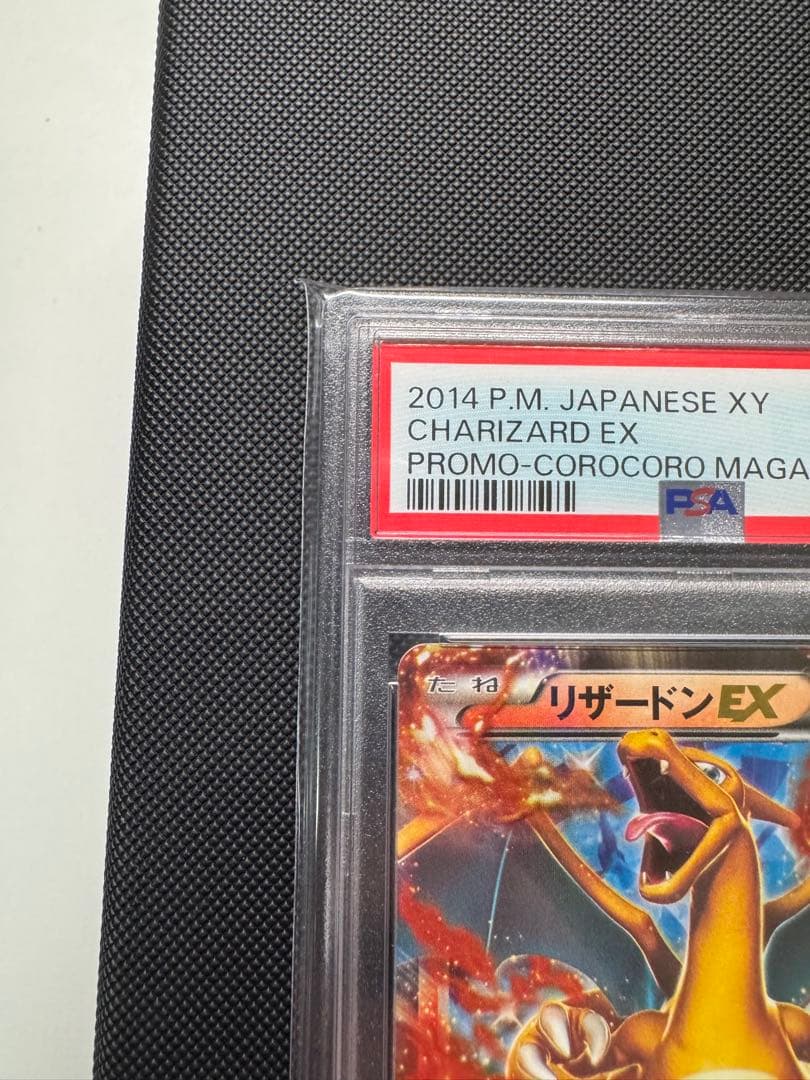 2014 P.M. JAPANESE XY
CHARIZARD EX
PROMO-COROCORO MAGA
PSA
たね リザードンEX